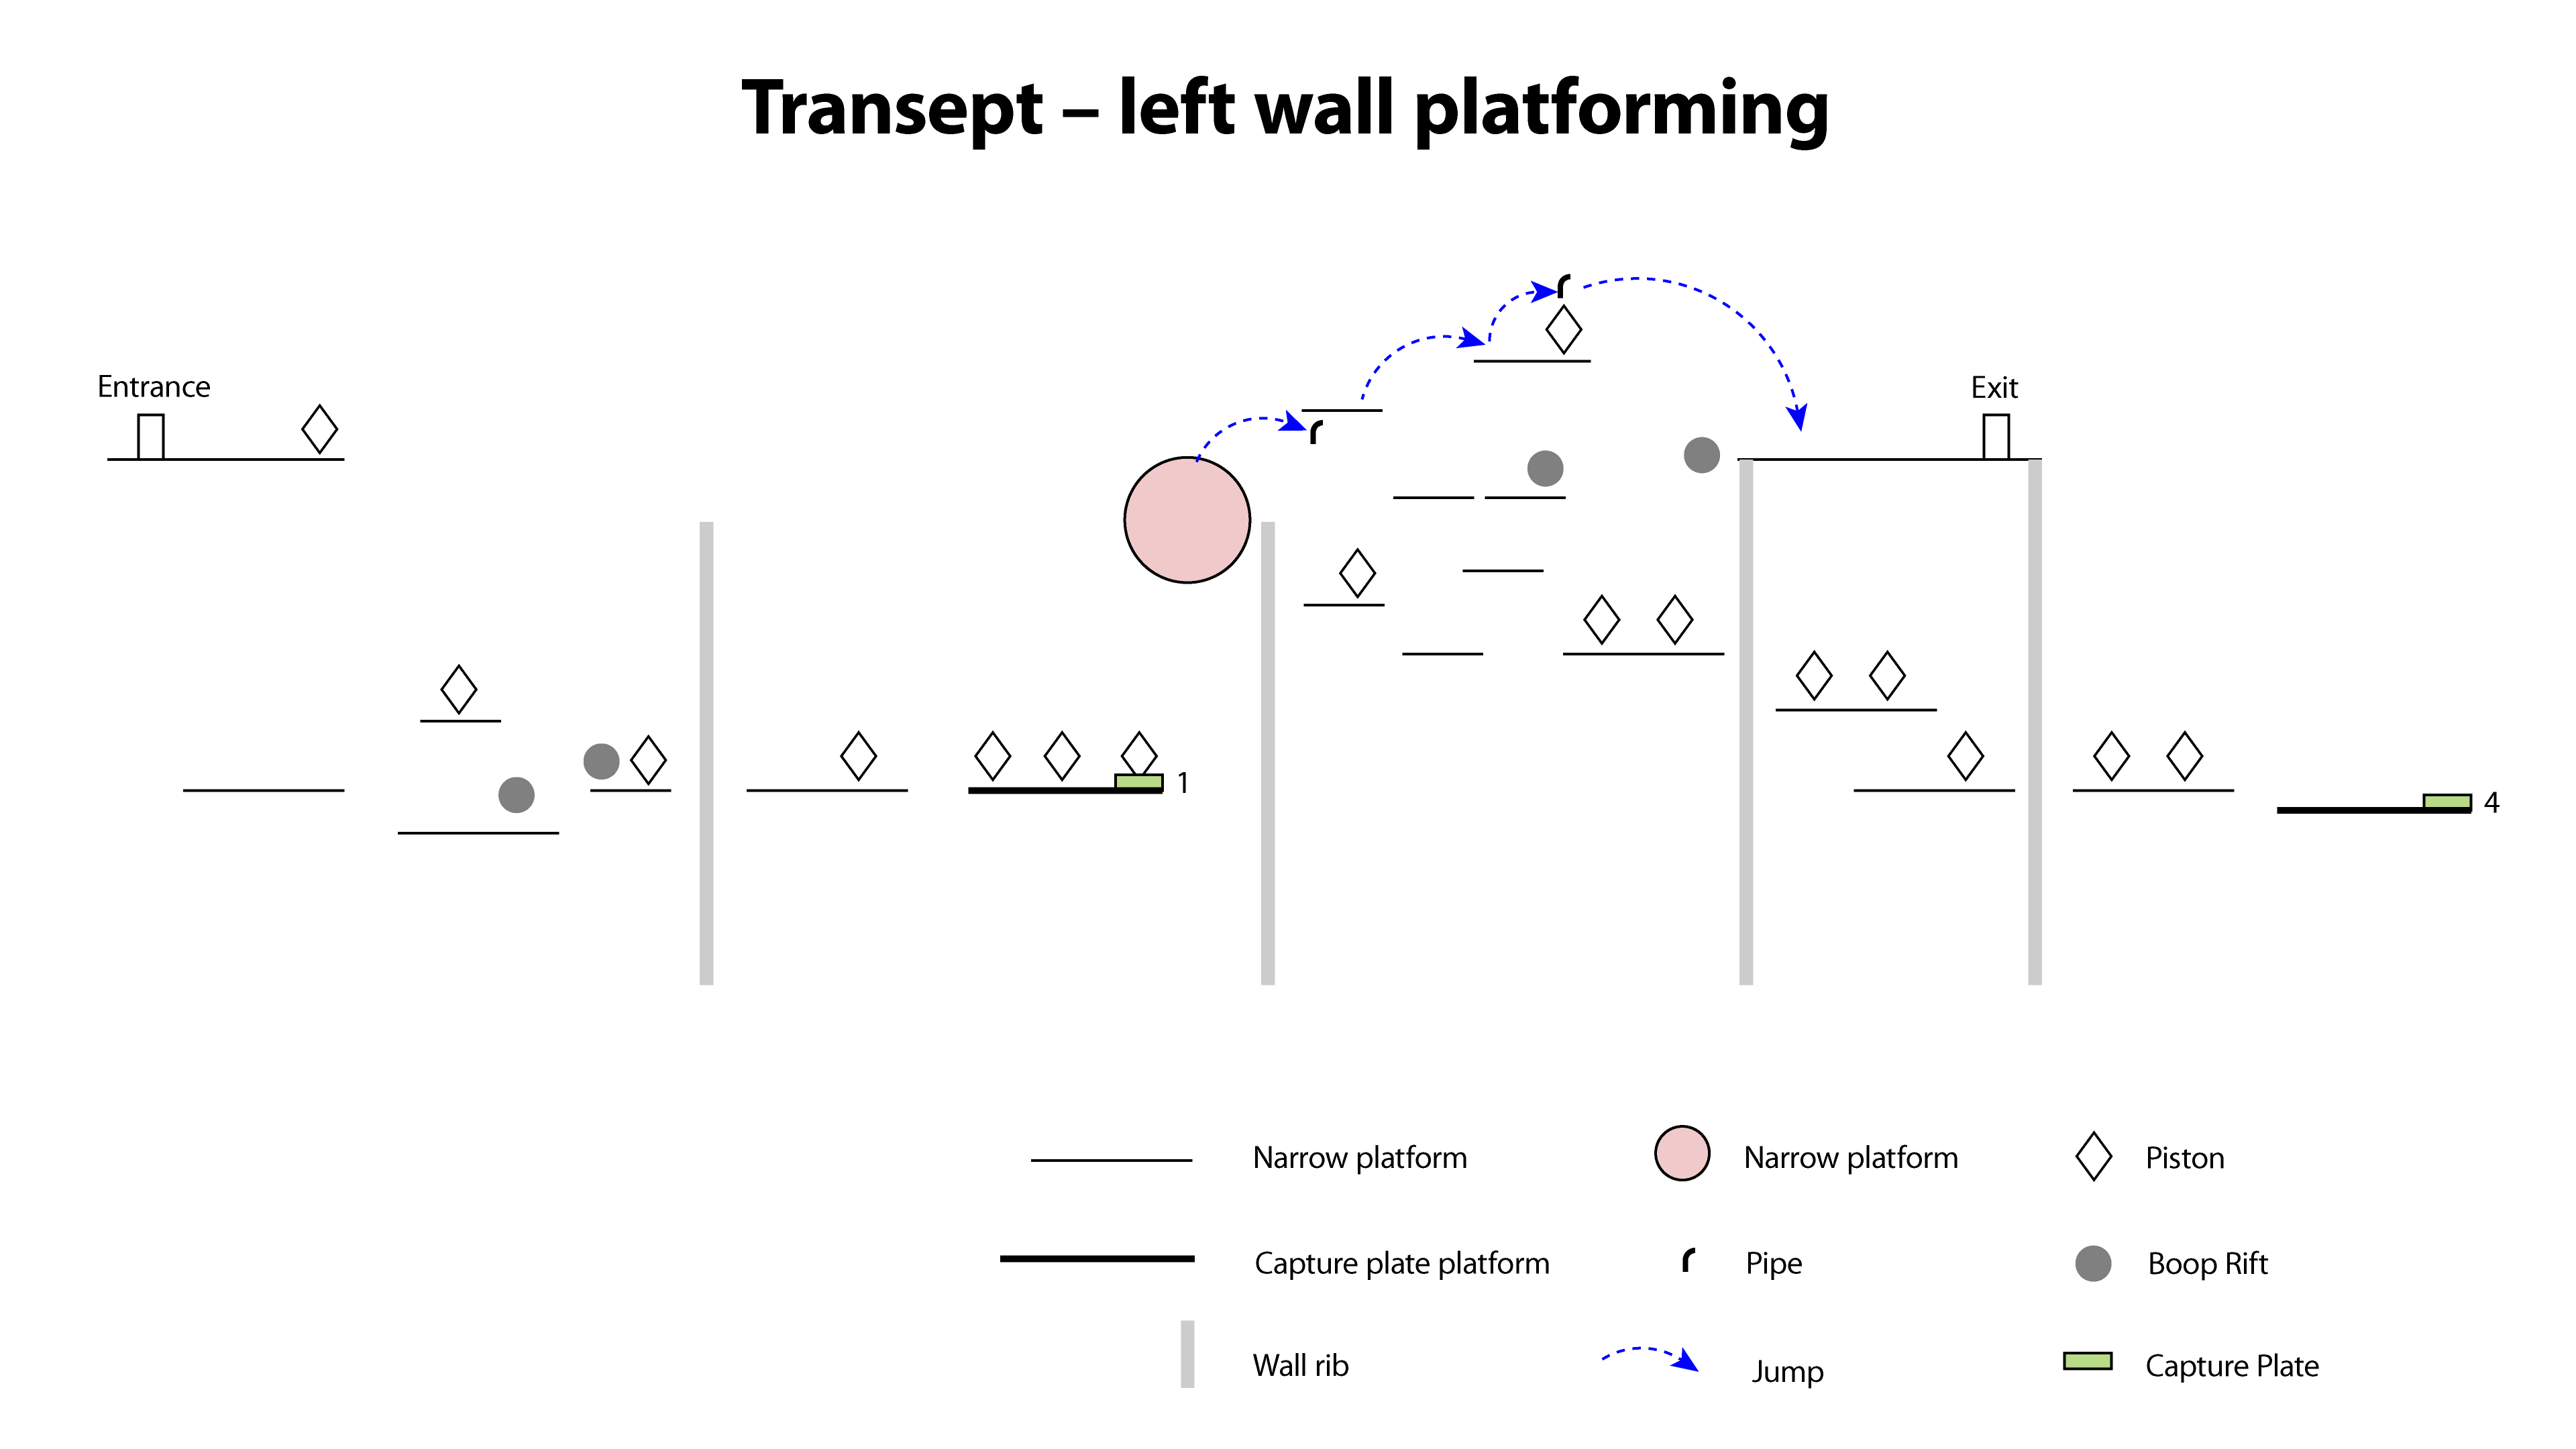 Transept – left wall platforming
Entrance
Exit
1
4
Narrow platform
Narrow platform
Piston
Capture plate platform
Pipe
Boop Rift
Wall rib
Jump
Capture Plate